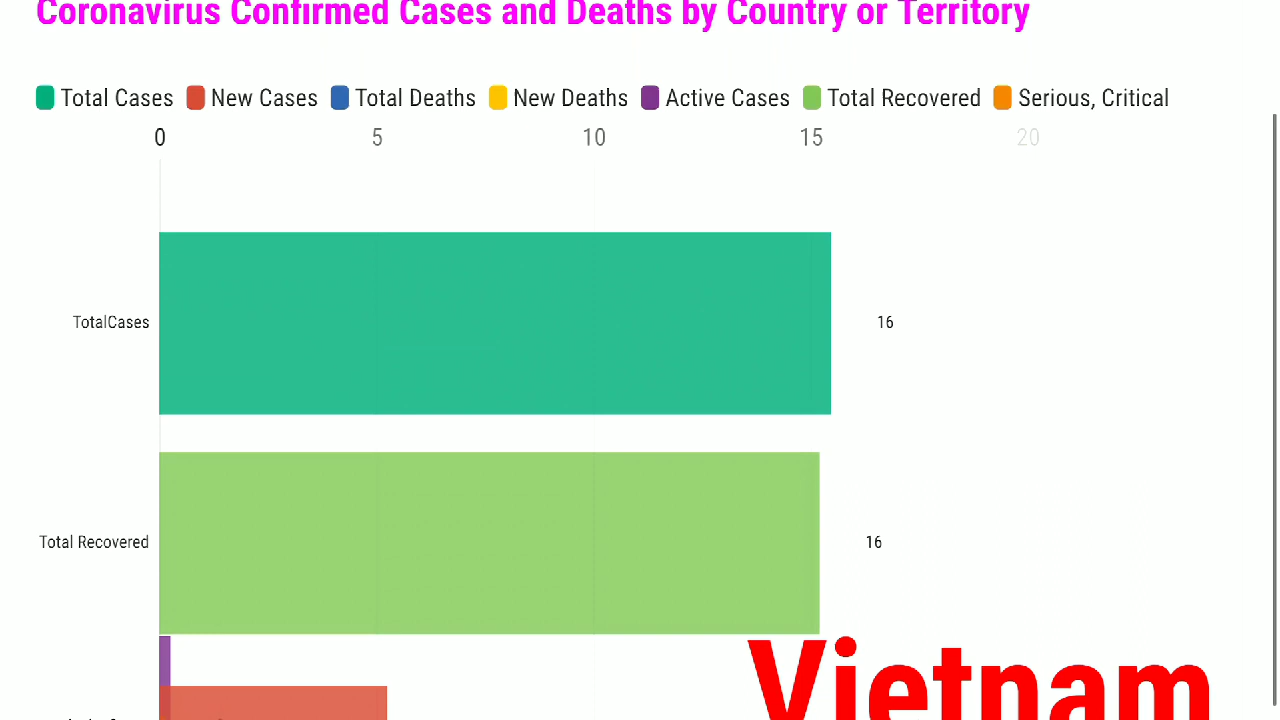 Coronavirus Confirmed Cases and Deaths by Country or Territory
Total Cases New Cases Total Deaths New Deaths Active Cases Total Recovered Serious, Critical
0 5 10 15 20
TotalCases 16
Total Recovered 16
Vietnam